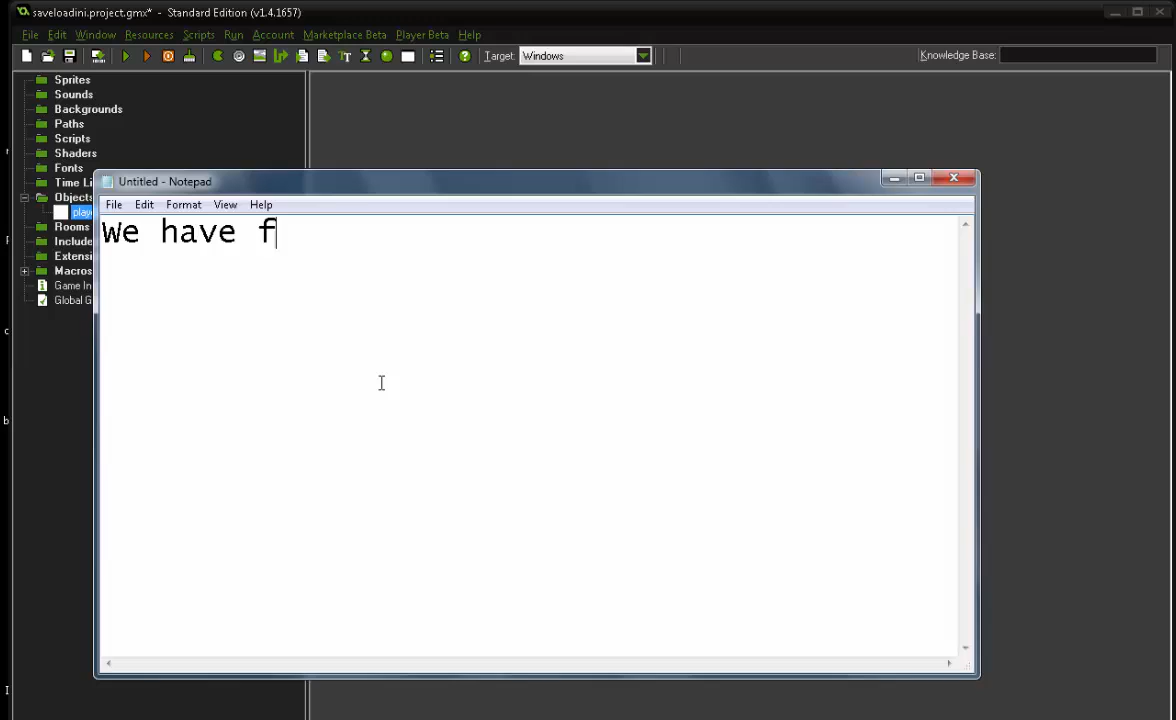 saveloadini.project.gmx* - Standard Edition (v1.4.1657)
File Edit Window Resources Scripts Run Account Marketplace Beta Player Beta Help
Target: Windows Knowledge Base:
Sprites
Sounds
Backgrounds
Paths
Scripts
Shaders
Fonts
Time Li
Objects
play
Rooms
Include
Extensi
Macros
Game In
Global G
Untitled - Notepad
File Edit Format View Help
We have f